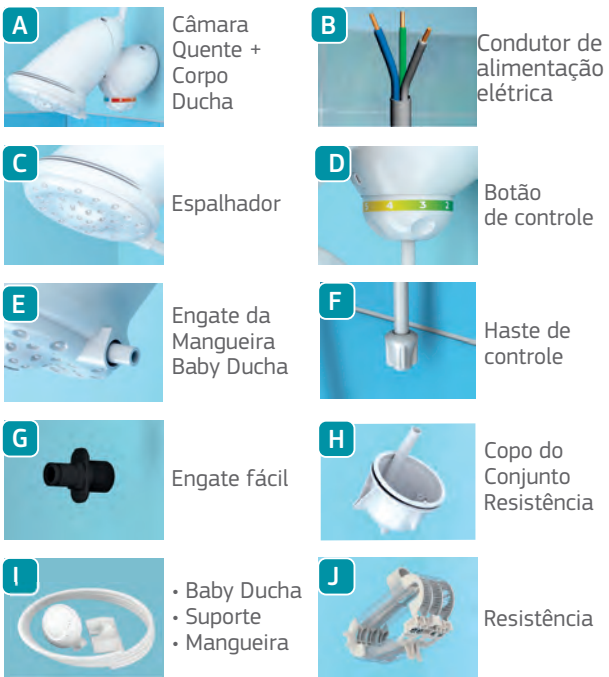 A
Câmara
Quente +
Corpo
Ducha
B
Condutor de
alimentação
elétrica
C
Espalhador
D
4 3 2
Botão
de controle
E
Engate da
Mangueira
Baby Ducha
F
Haste de
controle
G
Engate fácil
H
Copo do
Conjunto
Resistência
I
• Baby Ducha
• Suporte
• Mangueira
J
Resistência